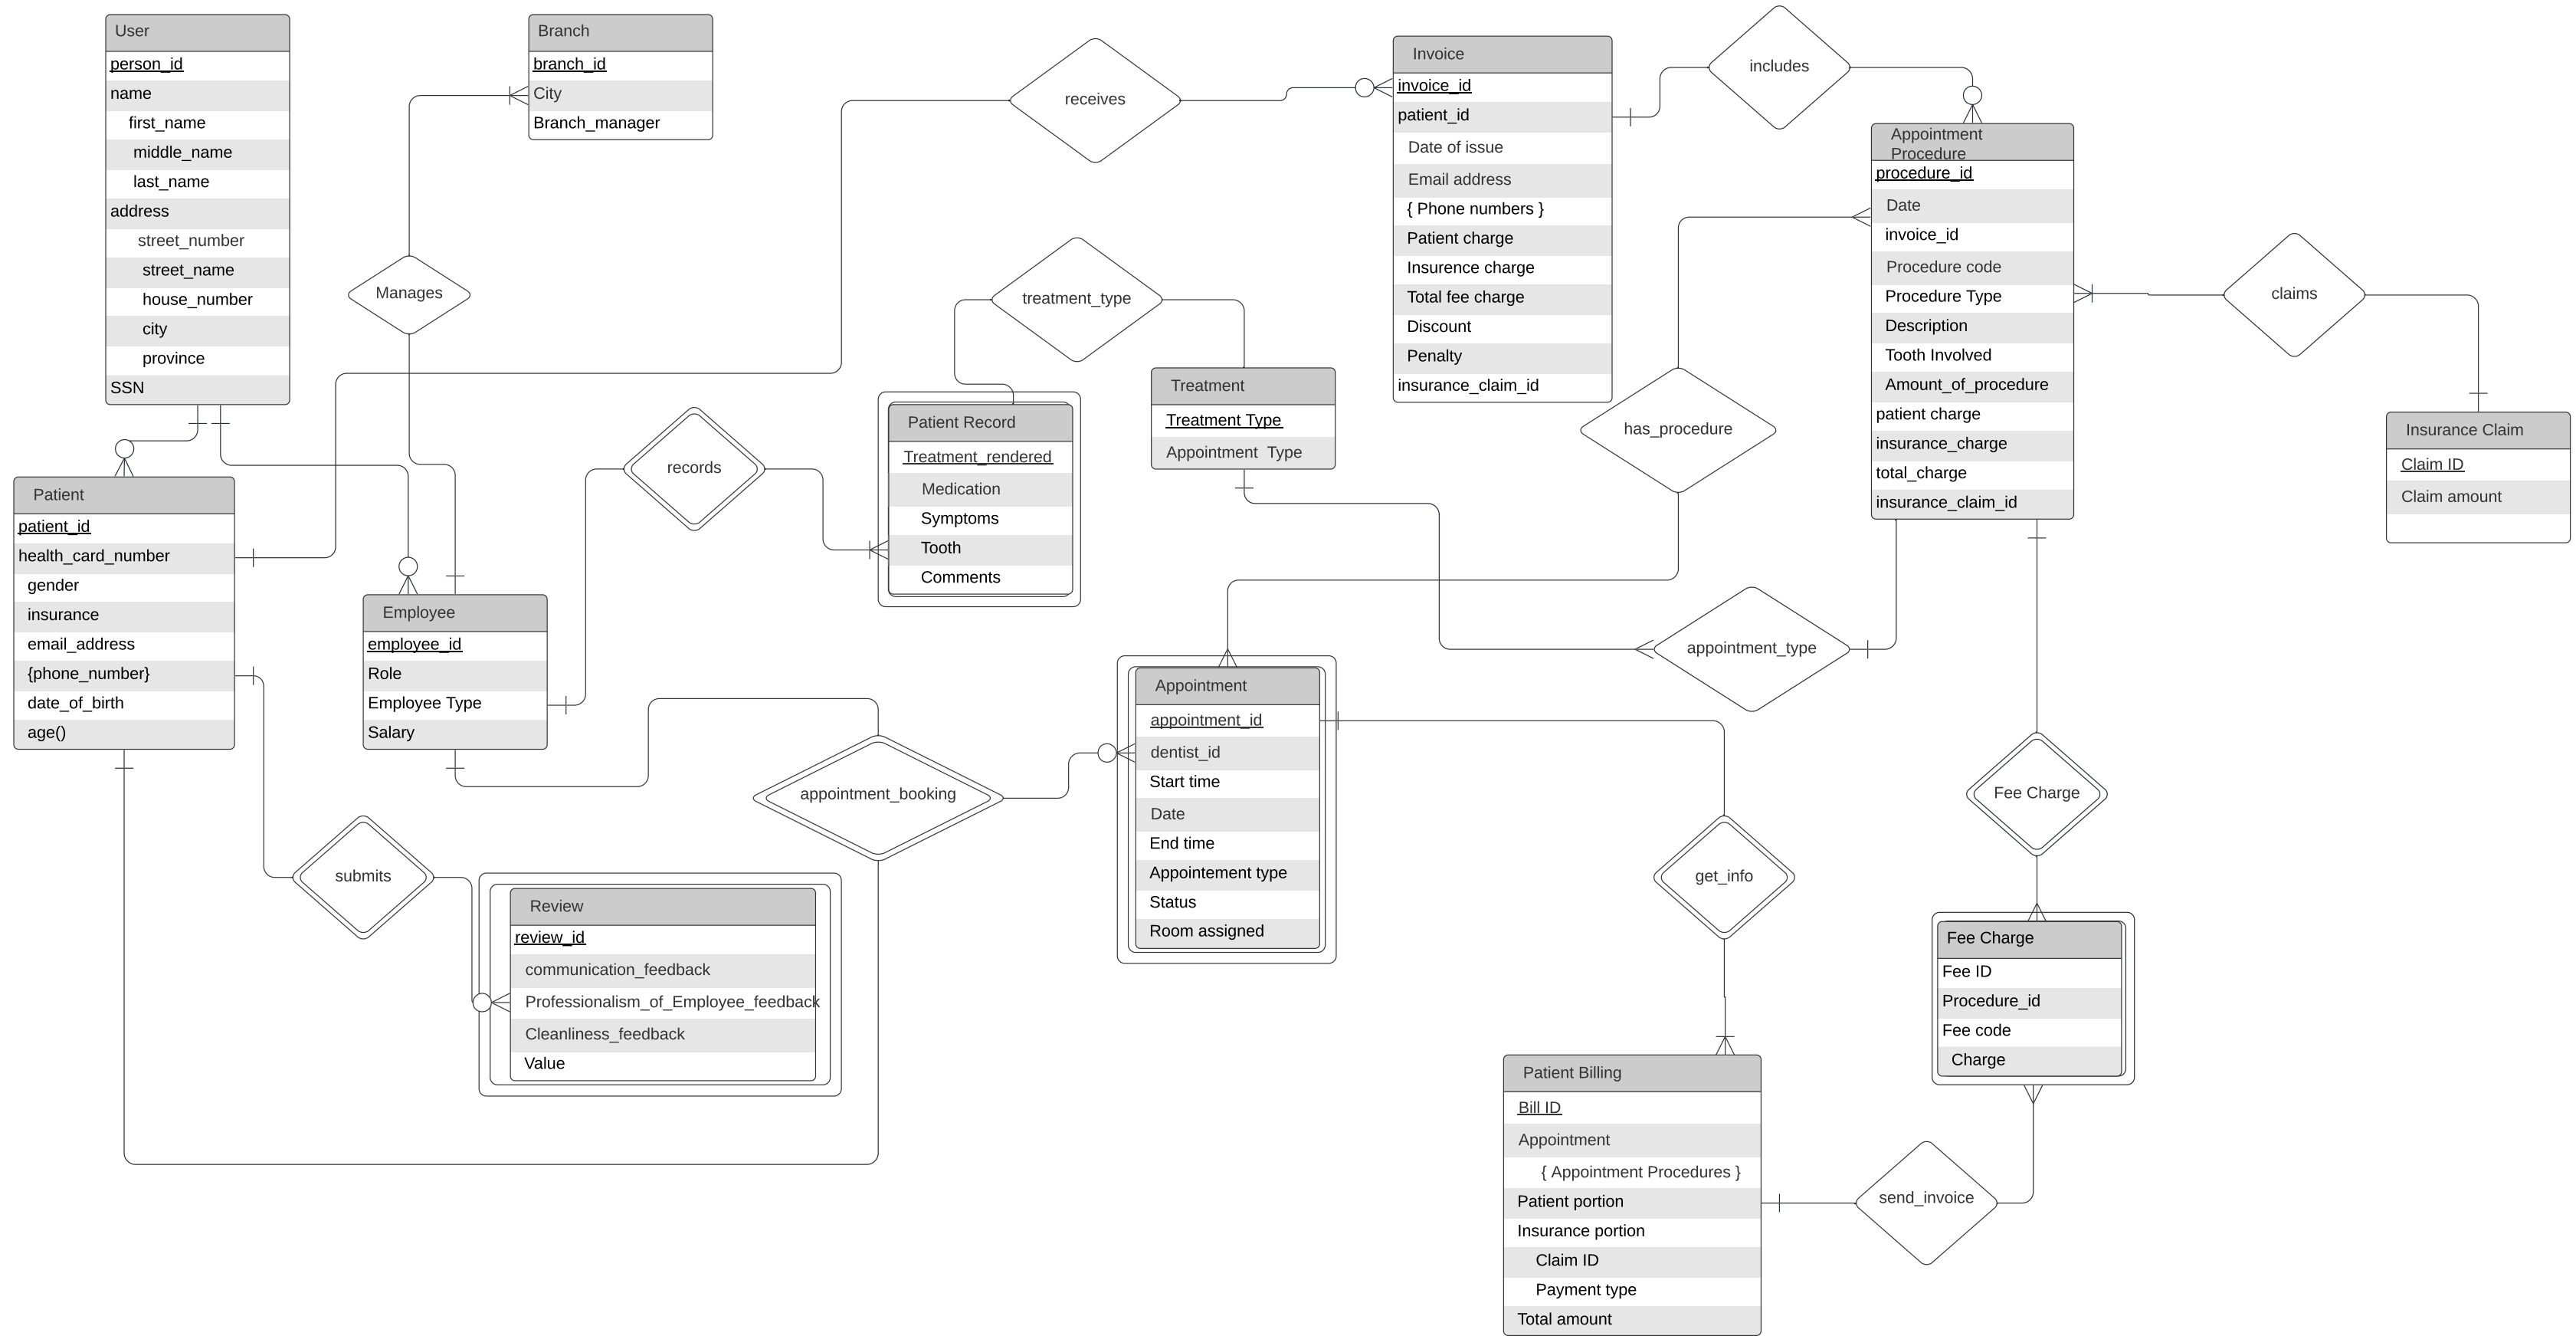 User
person_id
name
first_name
middle_name
last_name
address
street_number
street_name
house_number
city
province
SSN
Branch
branch_id
City
Branch_manager
Manages
receives
Invoice
invoice_id
patient_id
Date of issue
Email address
{ Phone numbers }
Patient charge
Insurence charge
Total fee charge
Discount
Penalty
insurance_claim_id
includes
Appointment
Procedure
procedure_id
Date
invoice_id
Procedure code
Procedure Type
Description
Tooth Involved
Amount_of_procedure
patient charge
insurance_charge
total_charge
insurance_claim_id
claims
Insurance Claim
Claim ID
Claim amount
treatment_type
Treatment
Treatment Type
Appointment Type
has_procedure
records
Patient Record
Treatment_rendered
Medication
Symptoms
Tooth
Comments
Patient
patient_id
health_card_number
gender
insurance
email_address
{phone_number}
date_of_birth
age()
Employee
employee_id
Role
Employee Type
Salary
appointment_type
Appointment
appointment_id
dentist_id
Start time
Date
End time
Appointement type
Status
Room assigned
appointment_booking
submits
Review
review_id
communication_feedback
Professionalism_of_Employee_feedback
Cleanliness_feedback
Value
get_info
Fee Charge
Fee Charge
Fee ID
Procedure_id
Fee code
Charge
Patient Billing
Bill ID
Appointment
{ Appointment Procedures }
Patient portion
Insurance portion
Claim ID
Payment type
Total amount
send_invoice